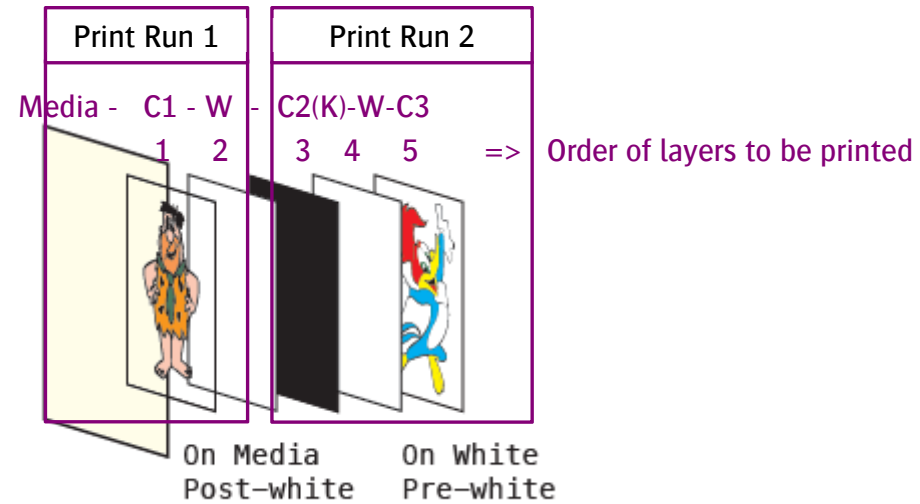 Print Run 1 Print Run 2
Media - C1 - W - C2(K)-W-C3
1 2 3 4 5 => Order of layers to be printed
On Media On White
Post-white Pre-white